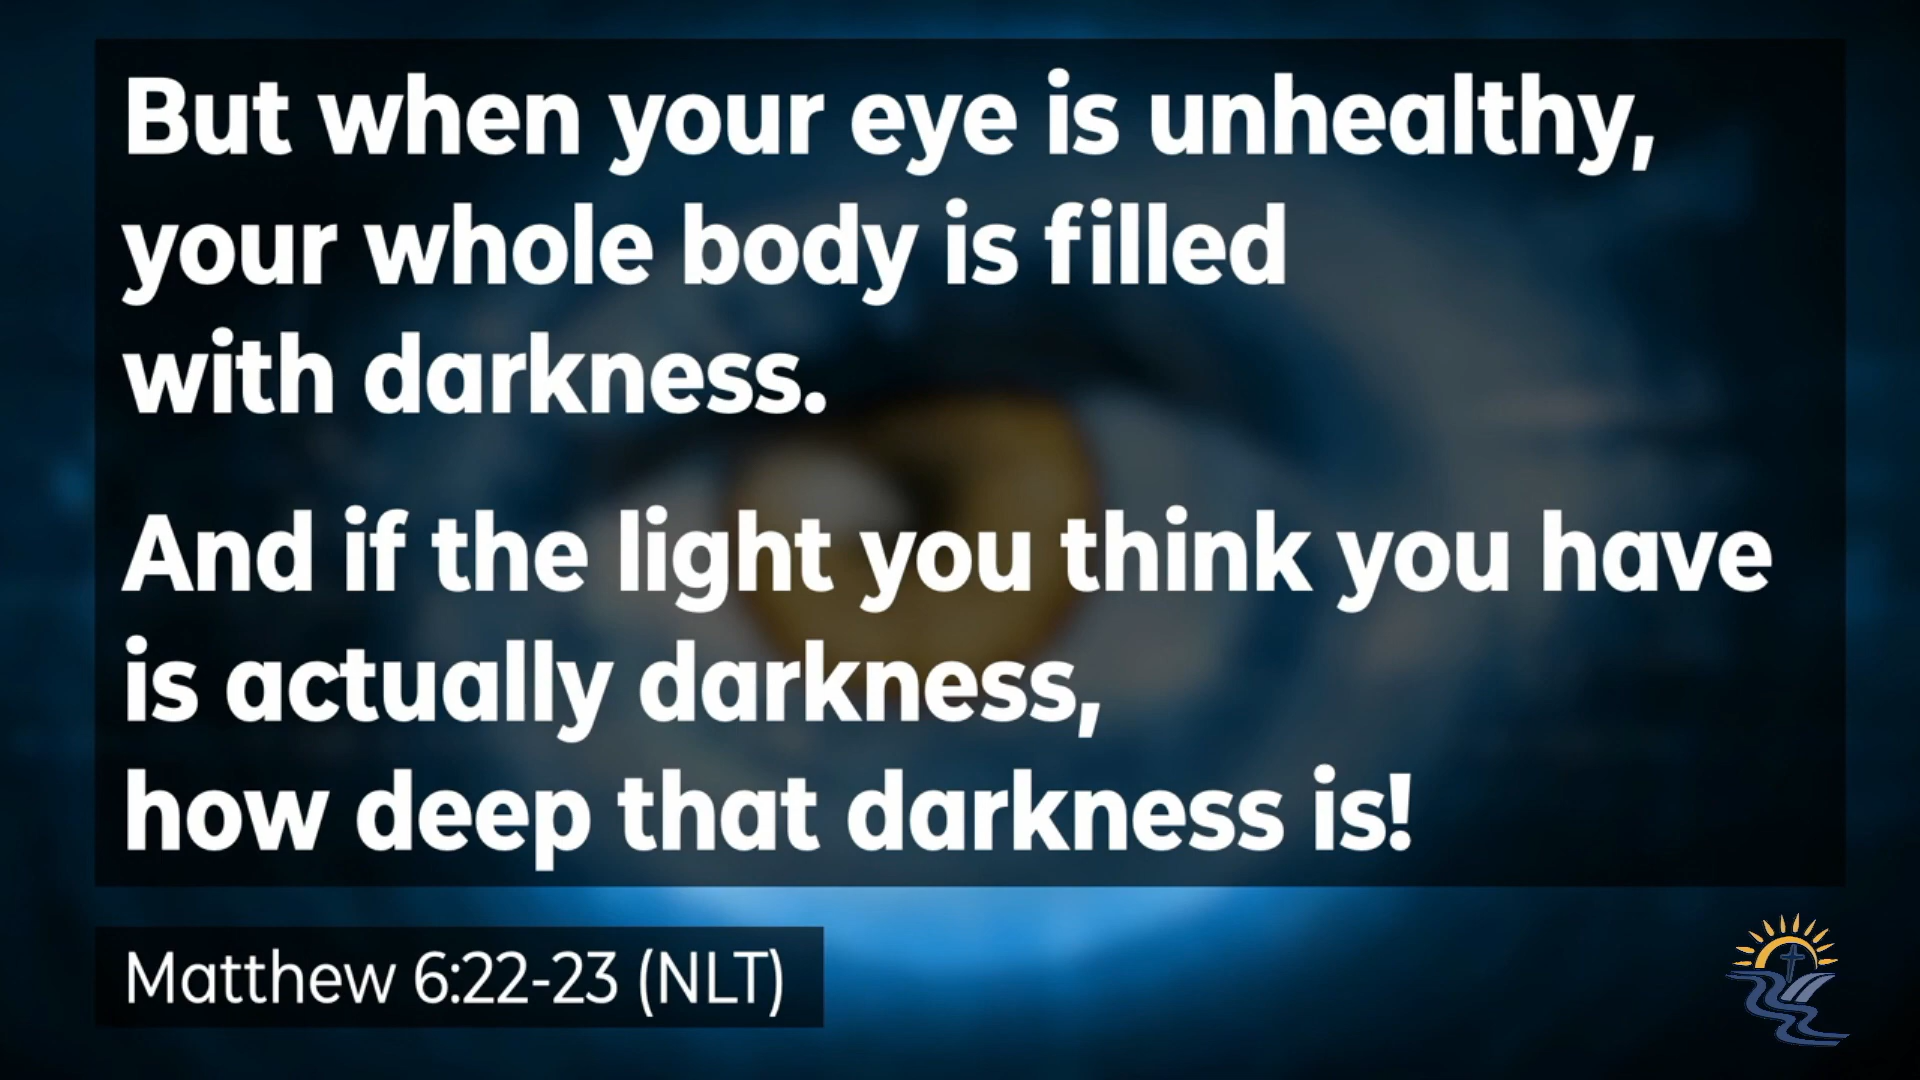 But when your eye is unhealthy,
your whole body is filled
with darkness.
And if the light you think you have
is actually darkness,
how deep that darkness is!
Matthew 6:22-23 (NLT)